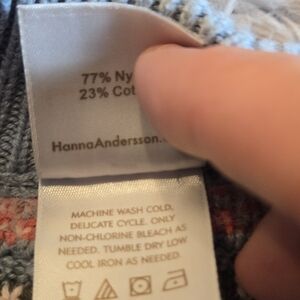 77% Ny
23% Cot
HannaAndersson.
MACHINE WASH COLD,
DELICATE CYCLE. ONLY
NON-CHLORINE BLEACH AS
NEEDED. TUMBLE DRY LOW
COOL IRON AS NEEDED.